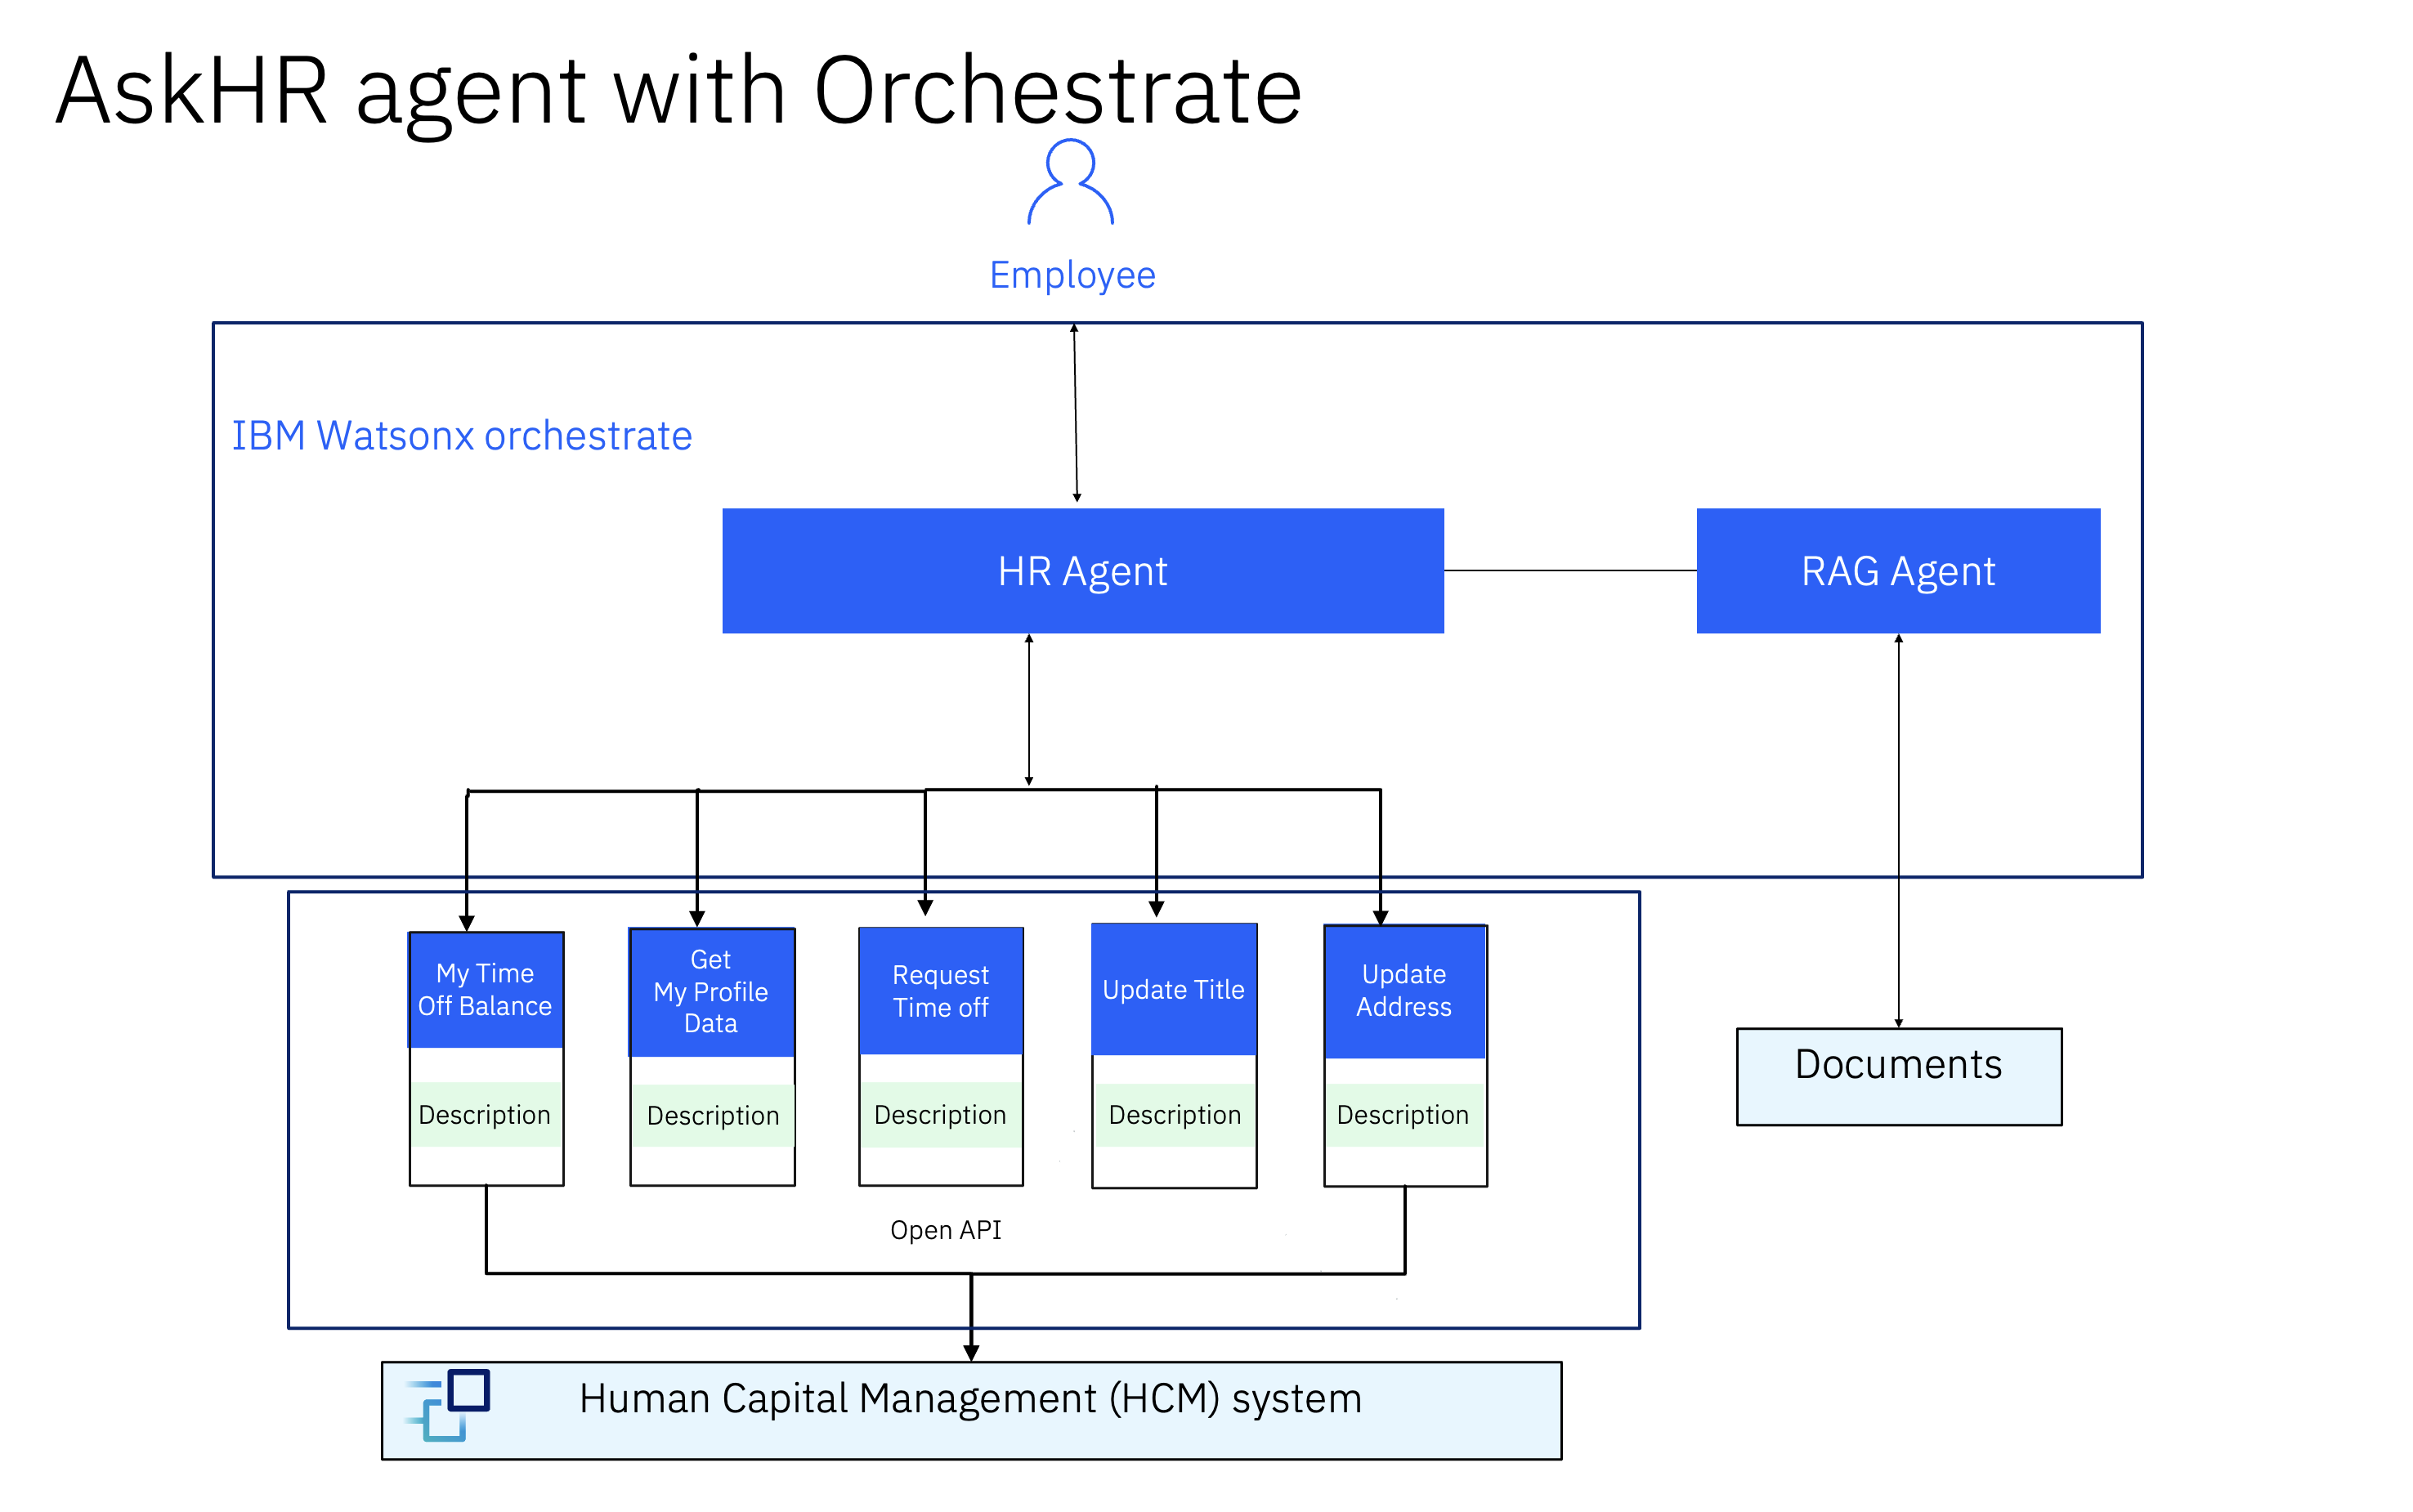 AskHR agent with Orchestrate
Employee
IBM Watsonx orchestrate
HR Agent
RAG Agent
My Time
Off Balance
Get
My Profile
Data
Request
Time off
Update Title
Update
Address
Description
Description
Description
Description
Description
Documents
Open API
Human Capital Management (HCM) system